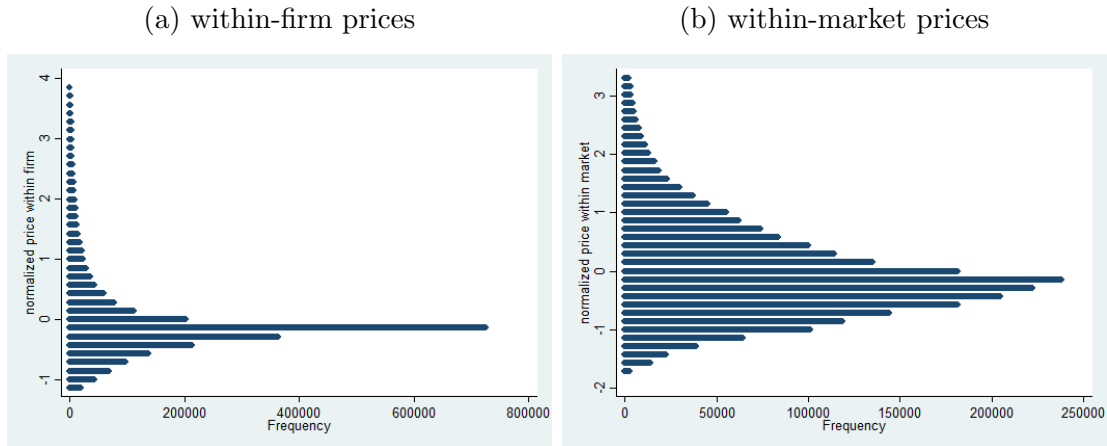 (a) within-firm prices
normalized price within firm
4
3
2
1
0
-1
0 200000 400000 600000 800000
Frequency
(b) within-market prices
normalized price within market
3
2
1
0
-1
-2
0 50000 100000 150000 200000 250000
Frequency